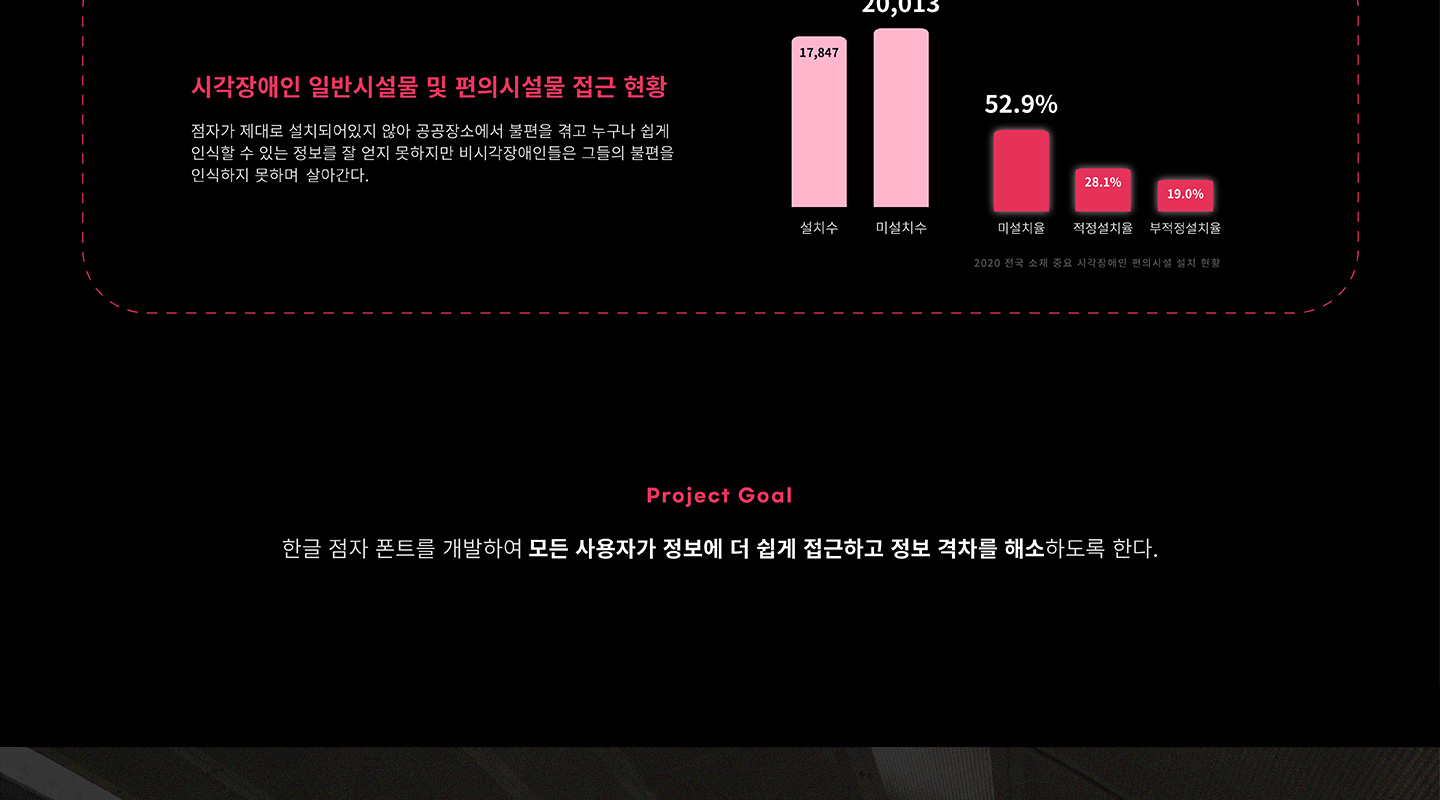 20,013
17,847
시각장애인 일반시설물 및 편의시설물 접근 현황
52.9%
점자가 제대로 설치되어있지 않아 공공장소에서 불편을 겪고 누구나 쉽게
인식할 수 있는 정보를 잘 얻지 못하지만 비시각장애인들은 그들의 불편을
인식하지 못하며 살아간다.
28.1%
19.0%
설치수
미설치수
미설치율
적정설치율
부적정설치율
2020 전국 소재 중요 시각장애인 편의시설 설치 현황
Project Goal
한글 점자 폰트를 개발하여 모든 사용자가 정보에 더 쉽게 접근하고 정보 격차를 해소하도록 한다.